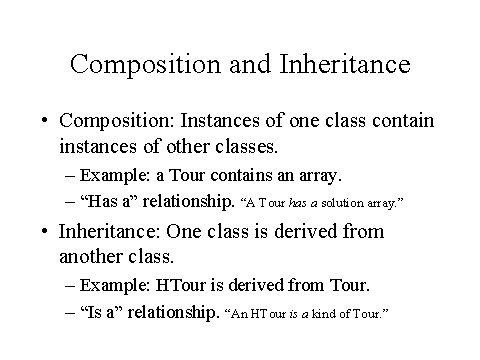 Composition and Inheritance
• Composition: Instances of one class contain
instances of other classes.
– Example: a Tour contains an array.
– “Has a” relationship. “A Tour has a solution array.”
• Inheritance: One class is derived from
another class.
– Example: HTour is derived from Tour.
– “Is a” relationship. “An HTour is a kind of Tour.”